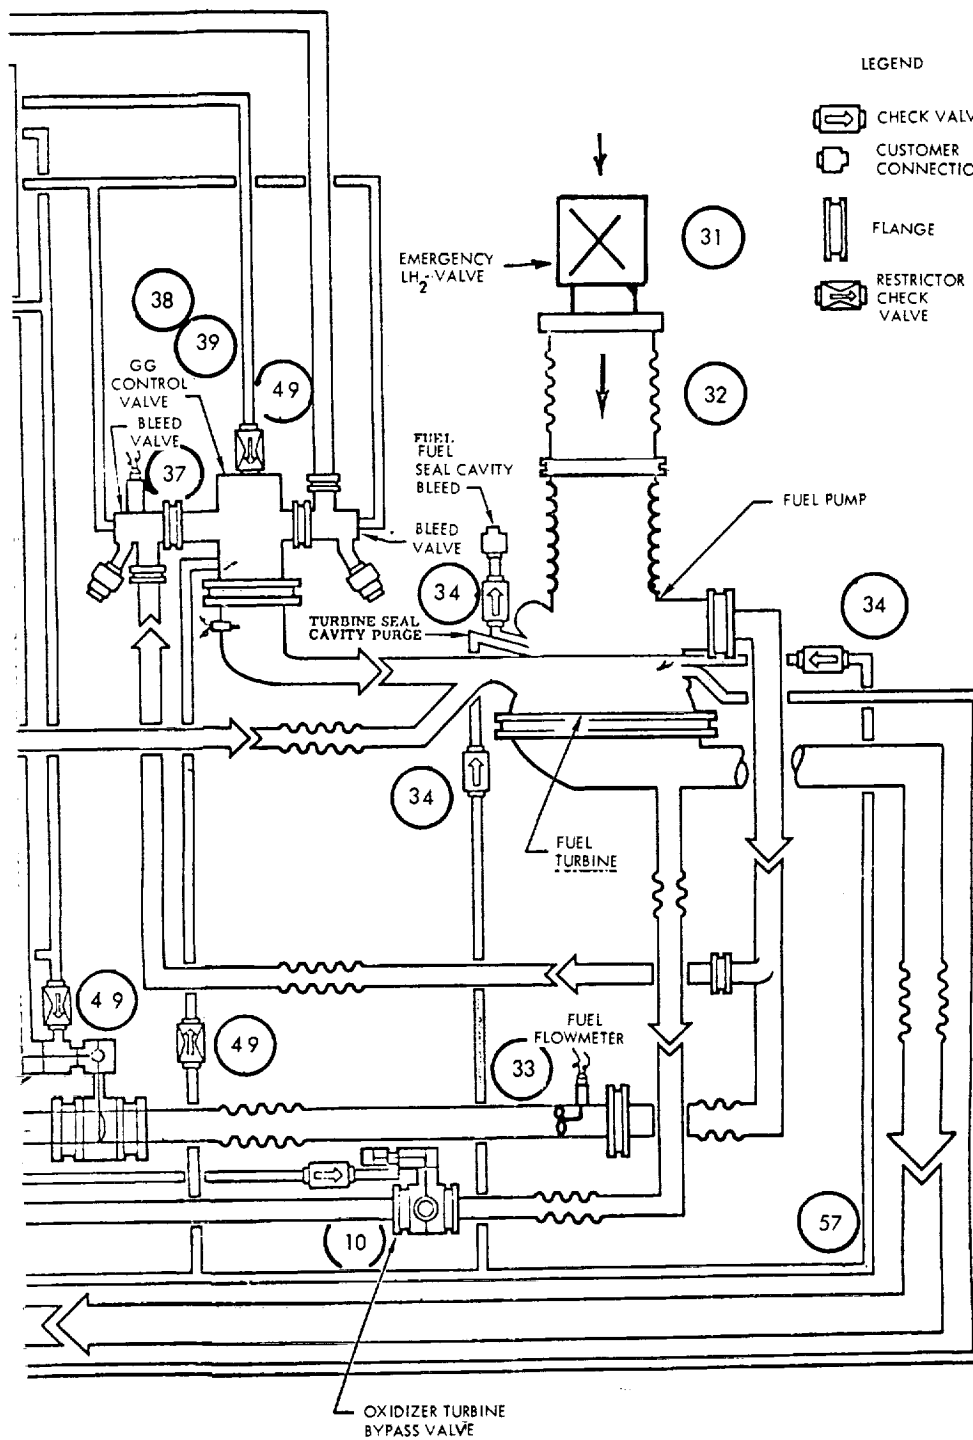 LEGEND
CHECK VALV
CUSTOMER
CONNECTIO
FLANGE
RESTRICTOR
CHECK
VALVE
31
EMERGENCY
LH2 VALVE
38
39
32
GG
CONTROL
VALVE
49
BLEED
VALVE
37
FUEL
FUEL
SEAL CAVITY
BLEED
FUEL PUMP
BLEED
VALVE
34
34
TURBINE SEAL
CAVITY PURGE
34
FUEL
TURBINE
49
49
FUEL
FLOWMETER
33
57
10
OXIDIZER TURBINE
BYPASS VALVE